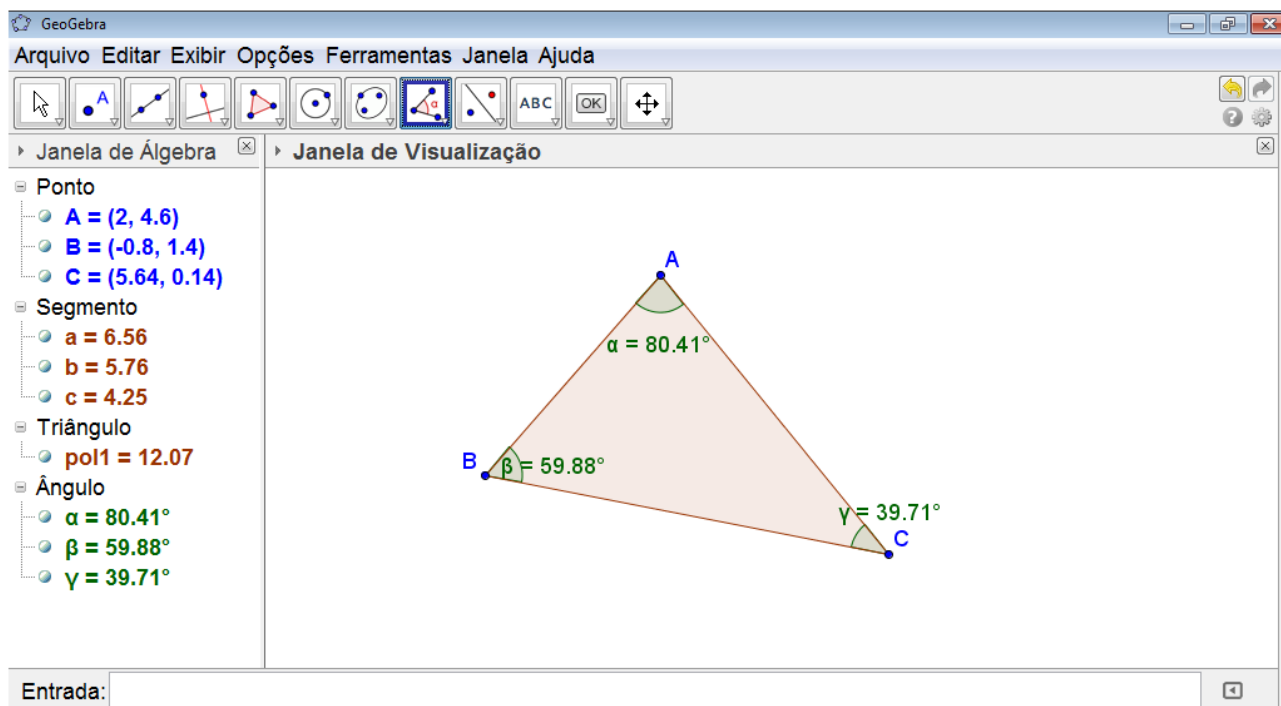 GeoGebra
Arquivo Editar Exibir Opções Ferramentas Janela Ajuda
A α ABC OK
Janela de Álgebra
Janela de Visualização
Ponto
A = (2, 4.6)
B = (-0.8, 1.4)
C = (5.64, 0.14)
Segmento
a = 6.56
b = 5.76
c = 4.25
Triângulo
pol1 = 12.07
Ângulo
α = 80.41°
β = 59.88°
γ = 39.71°
A
α = 80.41°
B
β = 59.88°
γ = 39.71°
C
Entrada: